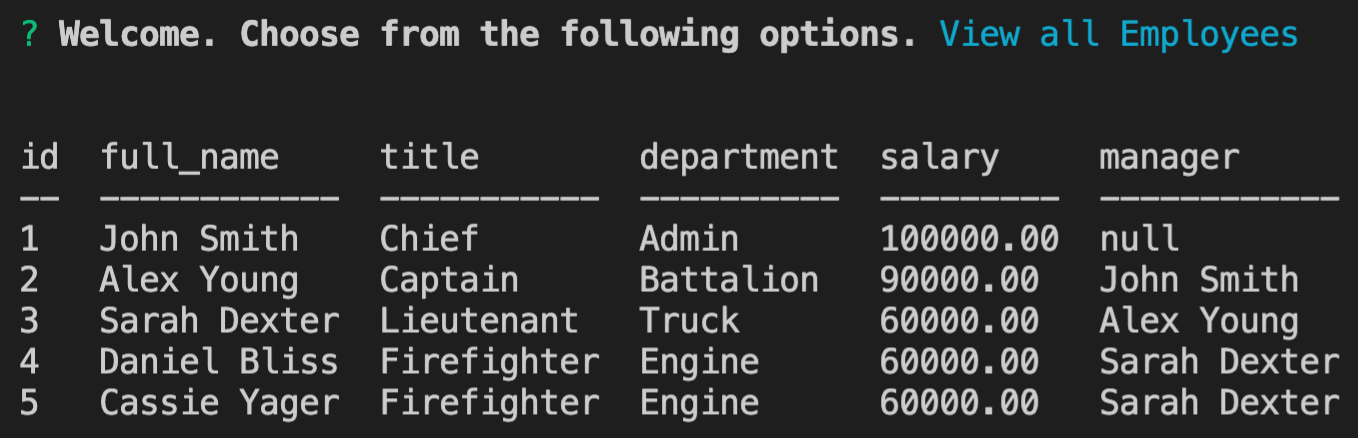 ? Welcome. Choose from the following options. View all Employees
id  full_name     title        department  salary     manager
--  ------------  -----------  ----------  ---------  ------------
1   John Smith    Chief        Admin       100000.00  null
2   Alex Young    Captain      Battalion   90000.00   John Smith
3   Sarah Dexter  Lieutenant   Truck       60000.00   Alex Young
4   Daniel Bliss  Firefighter  Engine      60000.00   Sarah Dexter
5   Cassie Yager  Firefighter  Engine      60000.00   Sarah Dexter